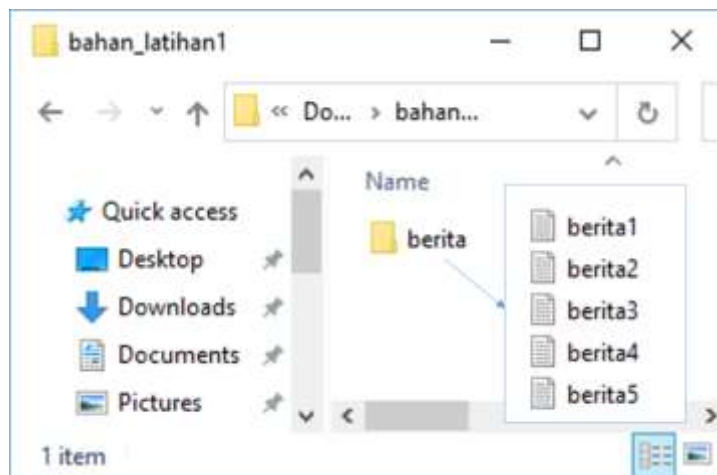 bahan_latihan1
« Do... > bahan...
Quick access
Desktop
Downloads
Documents
Pictures
Name
berita
berita1
berita2
berita3
berita4
berita5
1 item